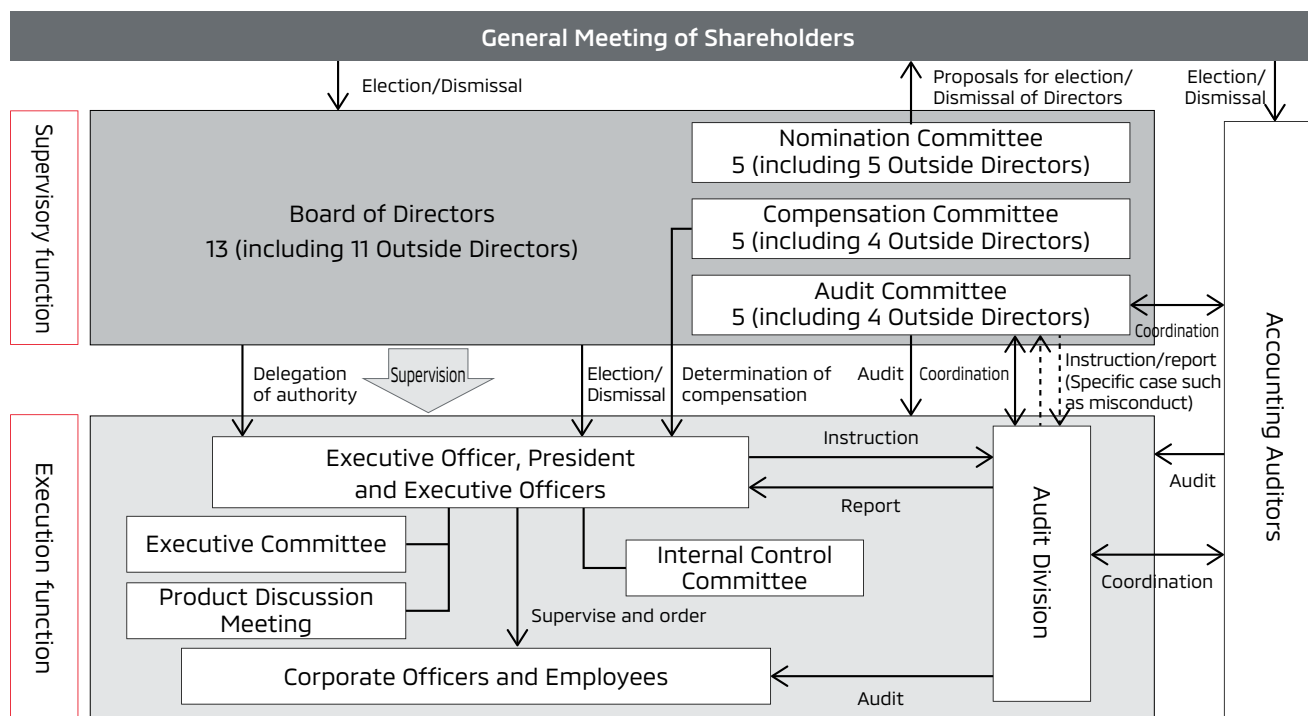 General Meeting of Shareholders
Election/Dismissal
Proposals for election/
Dismissal of Directors
Election/
Dismissal
Supervisory function
Board of Directors
13 (including 11 Outside Directors)
Nomination Committee
5 (including 5 Outside Directors)
Compensation Committee
5 (including 4 Outside Directors)
Audit Committee
5 (including 4 Outside Directors)
Coordination
Accounting Auditors
Delegation
of authority
Supervision
Election/
Dismissal
Determination of
compensation
Audit
Coordination
Instruction/report
(Specific case such
as misconduct)
Execution function
Executive Officer, President
and Executive Officers
Instruction
Report
Audit Division
Audit
Executive Committee
Product Discussion
Meeting
Internal Control
Committee
Coordination
Supervise and order
Corporate Officers and Employees
Audit